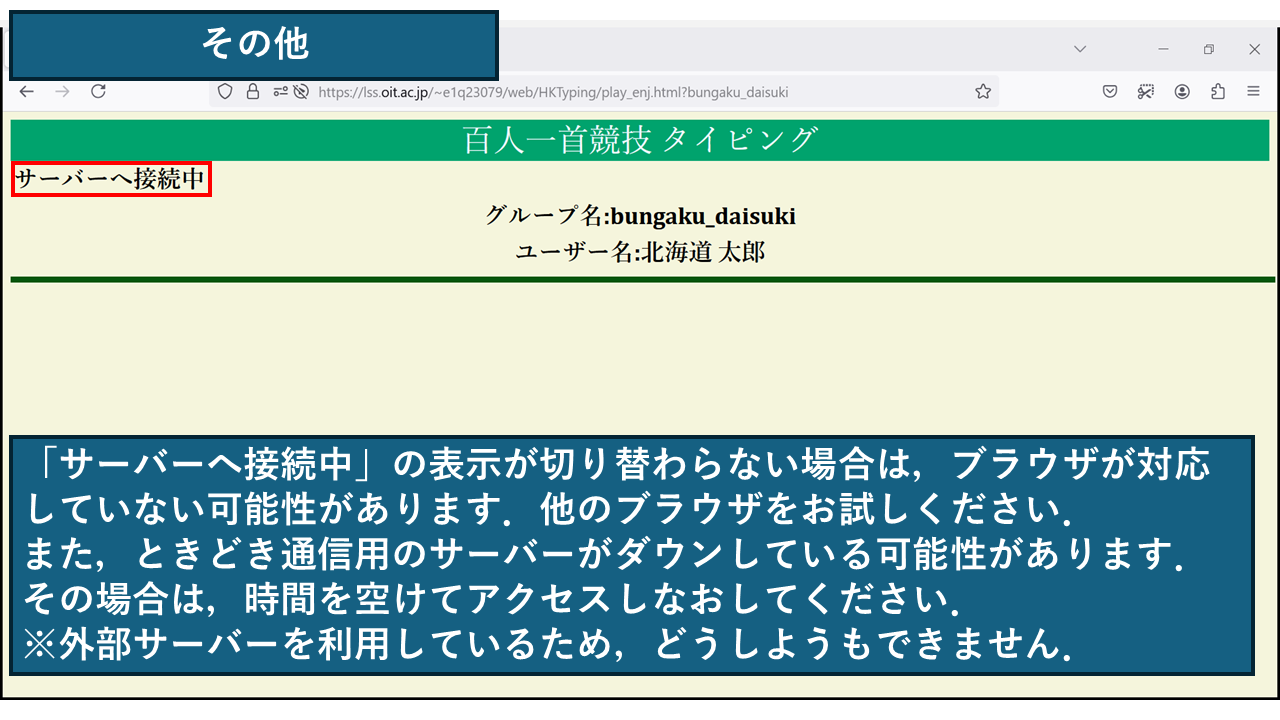 その他
https://lss.oit.ac.jp/~e1q23079/web/HKTyping/play_enj.html?bungaku_daisuki
百人一首競技 タイピング
サーバーへ接続中
グループ名:bungaku_daisuki
ユーザー名:北海道 太郎
「サーバーへ接続中」の表示が切り替わらない場合は，ブラウザが対応
していない可能性があります．他のブラウザをお試しください．
また，ときどき通信用のサーバーがダウンしている可能性があります．
その場合は，時間を空けてアクセスしなおしてください．
※外部サーバーを利用しているため，どうしようもできません．